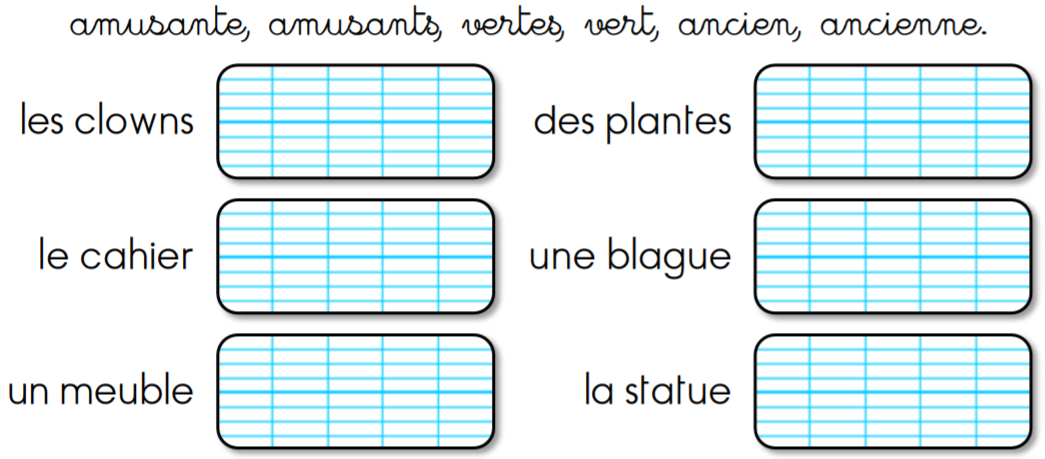 amusante, amusants, vertes, vert, ancien, ancienne.
les clowns des plantes
le cahier une blague
un meuble la statue